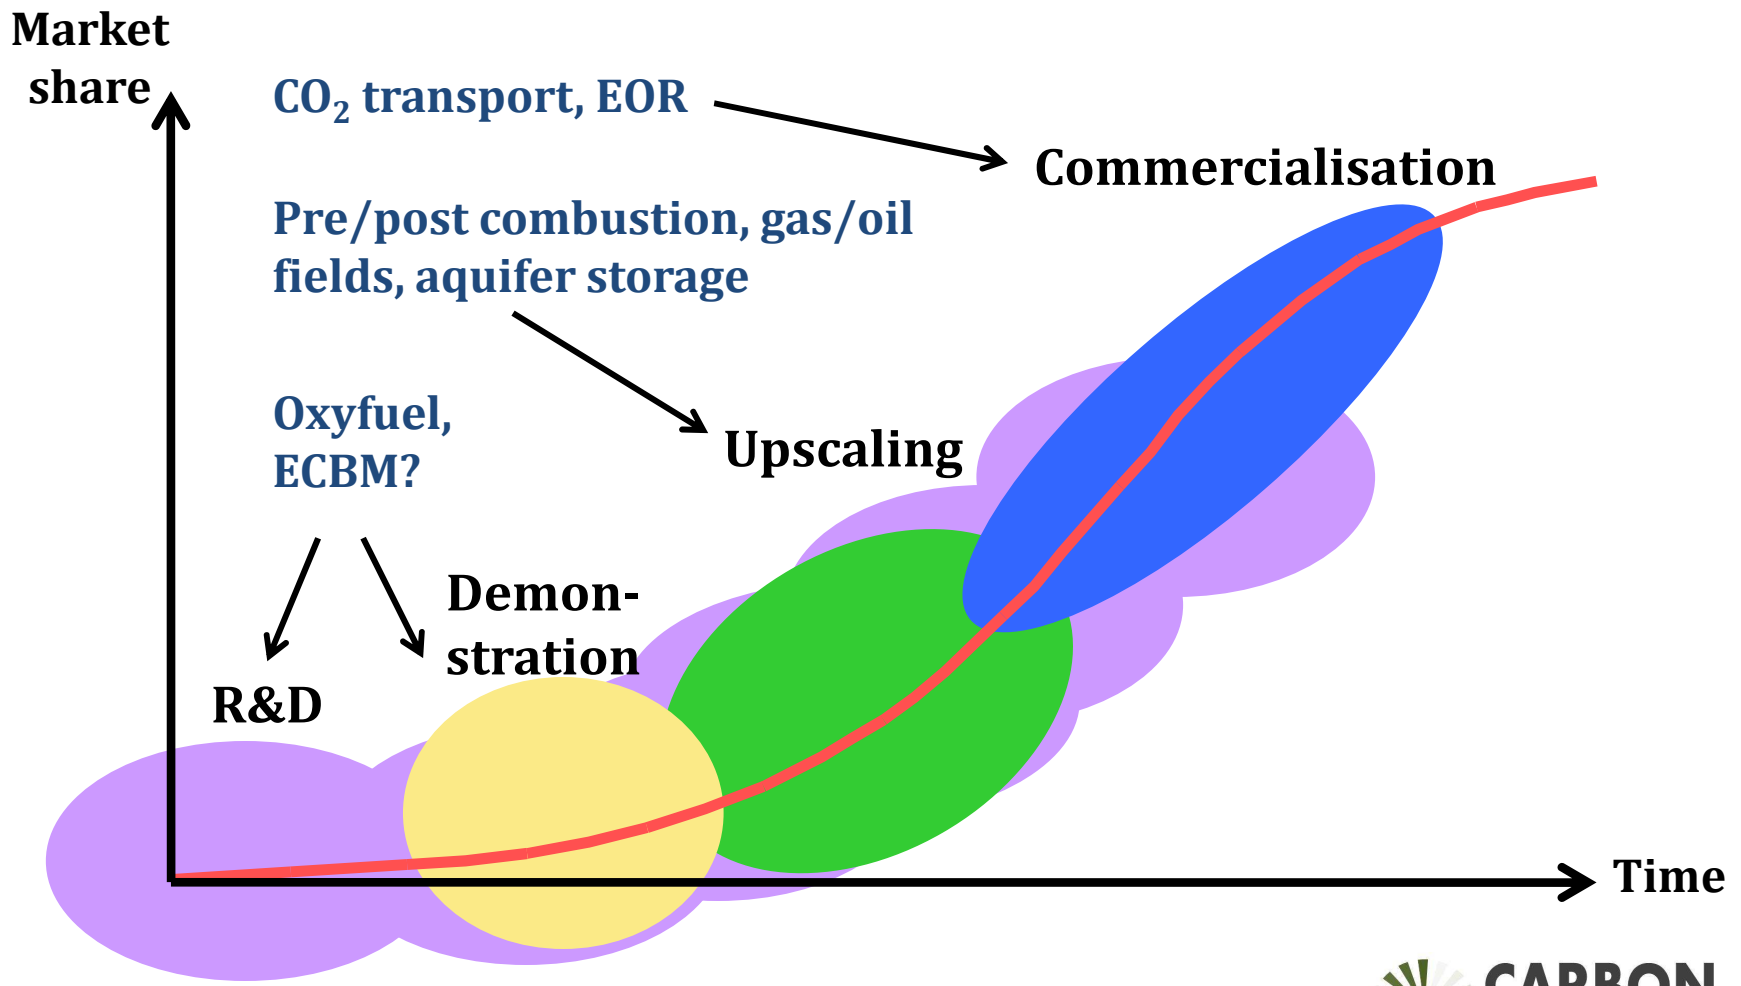 Market
share
CO₂ transport, EOR
Commercialisation
Pre/post combustion, gas/oil
fields, aquifer storage
Oxyfuel,
ECBM?
Upscaling
Demon-
stration
R&D
Time
CARBON